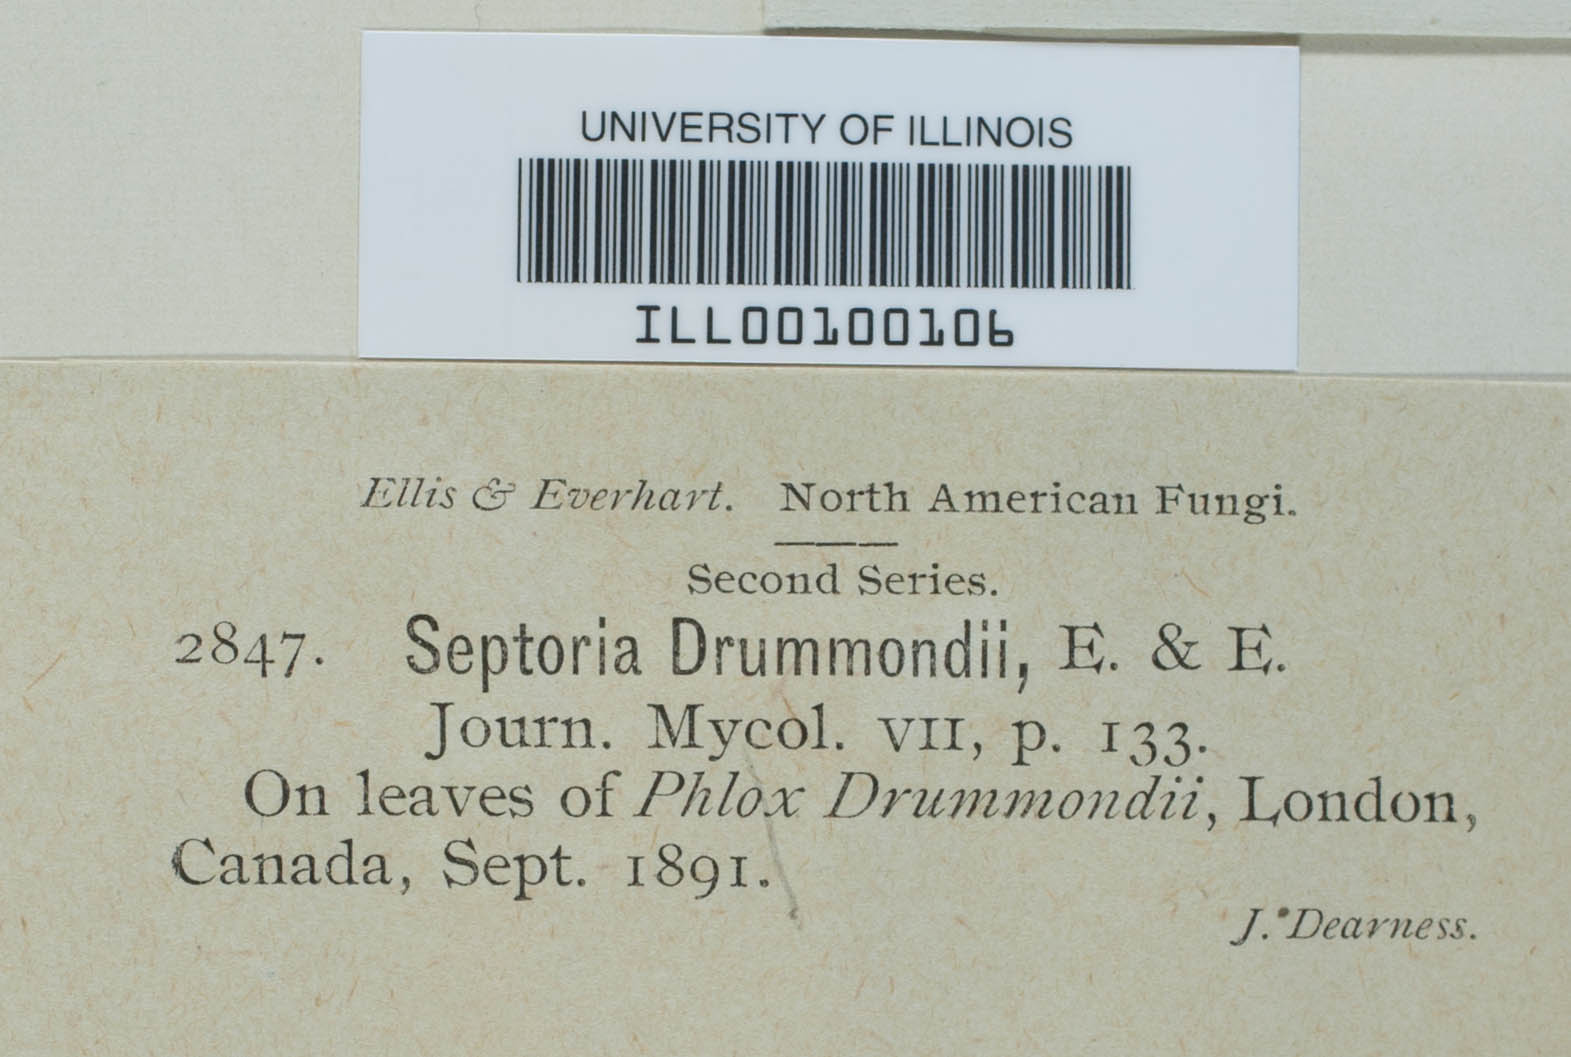 UNIVERSITY OF ILLINOIS
ILL00100106
Ellis & Everhart. North American Fungi.
Second Series.
2847. Septoria Drummondii, E. & E.
Journ. Mycol. VII, p. 133.
On leaves of Phlox Drummondii, London,
Canada, Sept. 1891.
J. Dearness.